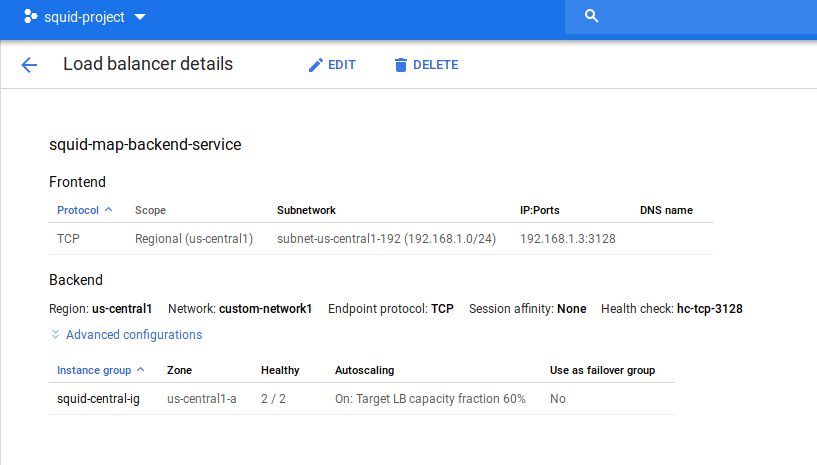 squid-project
Load balancer details EDIT DELETE
squid-map-backend-service
Frontend
Protocol Scope Subnetwork IP:Ports DNS name
TCP Regional (us-central1) subnet-us-central1-192 (192.168.1.0/24) 192.168.1.3:3128
Backend
Region: us-central1 Network: custom-network1 Endpoint protocol: TCP Session affinity: None Health check: hc-tcp-3128
Advanced configurations
Instance group Zone Healthy Autoscaling Use as failover group
squid-central-ig us-central1-a 2 / 2 On: Target LB capacity fraction 60% No